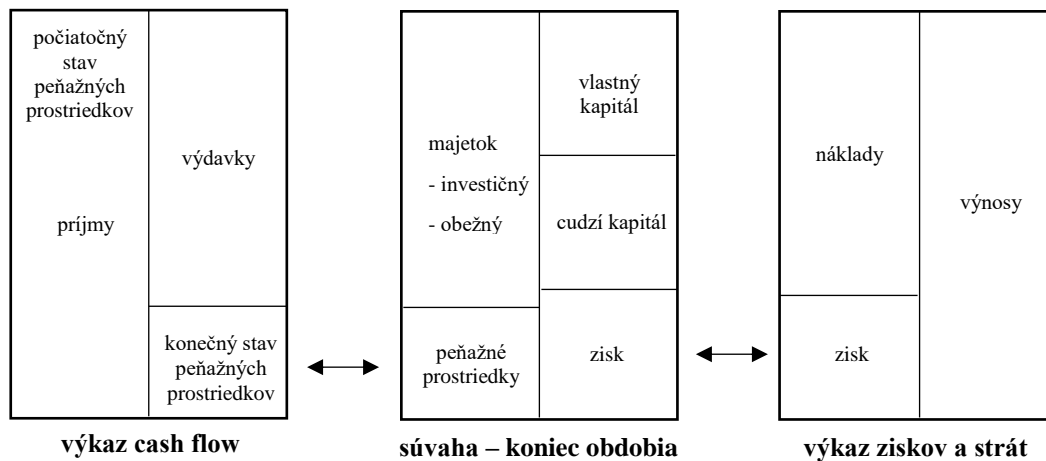 počiatočný
stav
peňažných
prostriedkov
príjmy
výdavky
konečný stav
peňažných
prostriedkov
výkaz cash flow
majetok
- investičný
- obežný
peňažné
prostriedky
vlastný
kapitál
cudzí kapitál
zisk
súvaha – koniec obdobia
náklady
zisk
výnosy
výkaz ziskov a strát